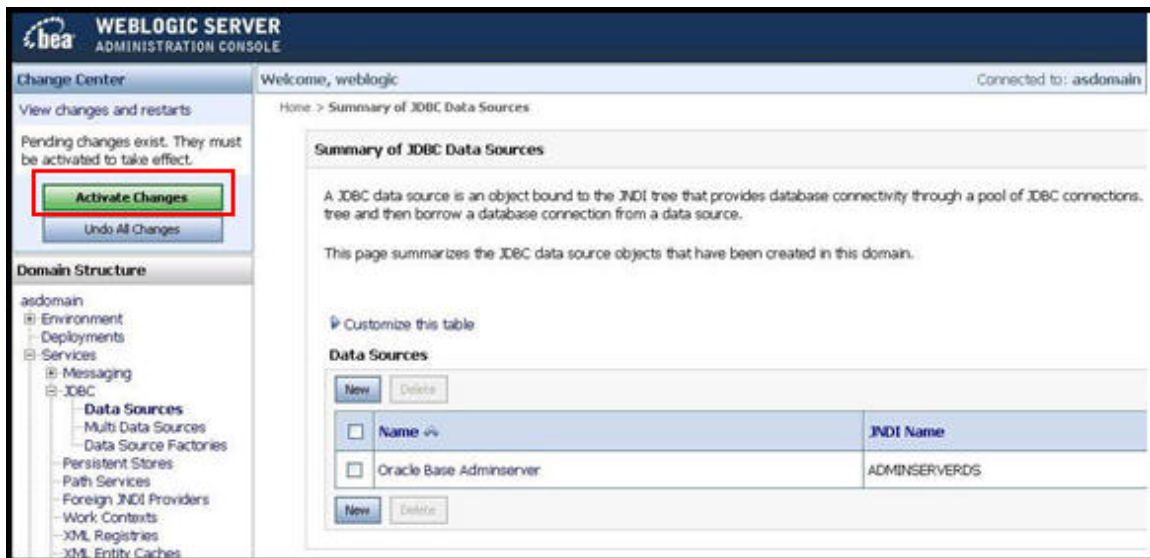 bea
WEBLOGIC SERVER
ADMINISTRATION CONSOLE
Change Center
View changes and restarts
Pending changes exist. They must
be activated to take effect.
Activate Changes
Undo All Changes
Domain Structure
asdomain
Environment
Deployments
Services
Messaging
JDBC
Data Sources
Multi Data Sources
Data Source Factories
Persistent Stores
Path Services
Foreign JNDI Providers
Work Contexts
XML Registries
XML Entity Caches
Welcome, weblogic
Connected to: asdomain
Home > Summary of JDBC Data Sources
Summary of JDBC Data Sources
A JDBC data source is an object bound to the JNDI tree that provides database connectivity through a pool of JDBC connections.
tree and then borrow a database connection from a data source.
This page summarizes the JDBC data source objects that have been created in this domain.
Customize this table
Data Sources
New Delete
Name JNDI Name
Oracle Base Adminserver ADMINSERVERDS
New Delete